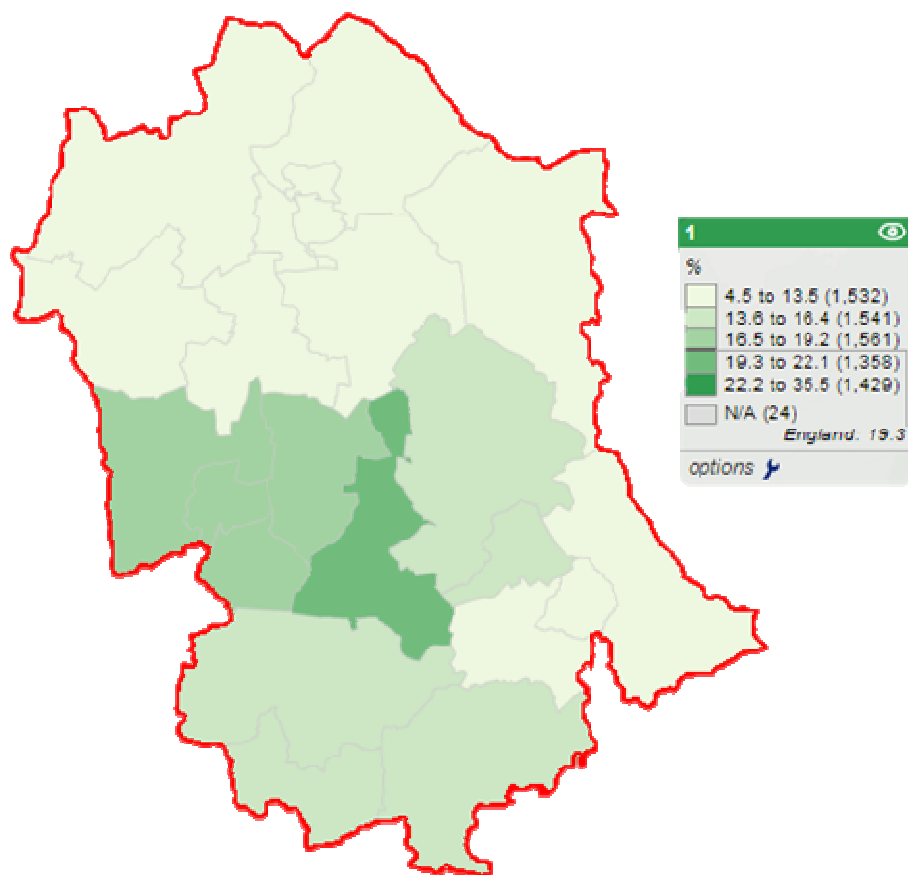 1
%
4.5 to 13.5 (1,532)
13.6 to 16.4 (1.541)
16.5 to 19.2 (1,561)
19.3 to 22.1 (1,358)
22.2 to 35.5 (1,429)
N/A (24)
England: 19.3
options